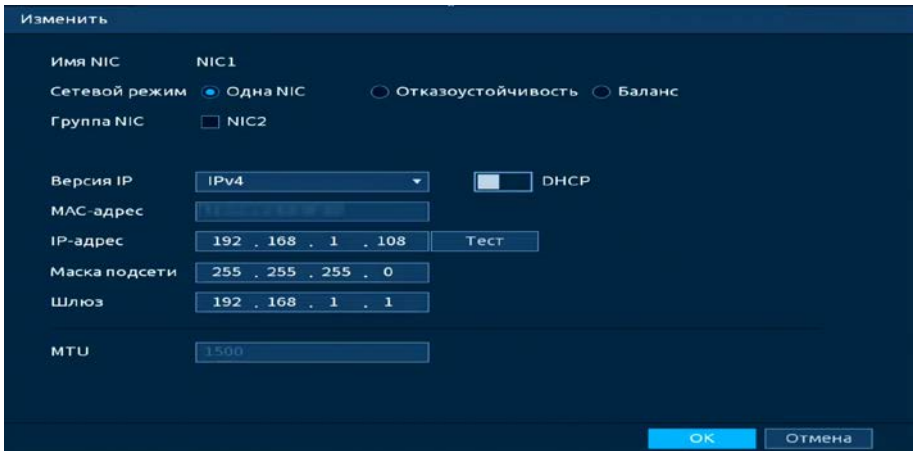 Изменить
Имя NIC NIC1
Сетевой режим Одна NIC Отказоустойчивость Баланс
Группа NIC NIC2
Версия IP IPv4 DHCP
MAC-адрес
IP-адрес 192 . 168 . 1 . 108 Тест
Маска подсети 255 . 255 . 255 . 0
Шлюз 192 . 168 . 1 . 1
MTU 1500
OK Отмена